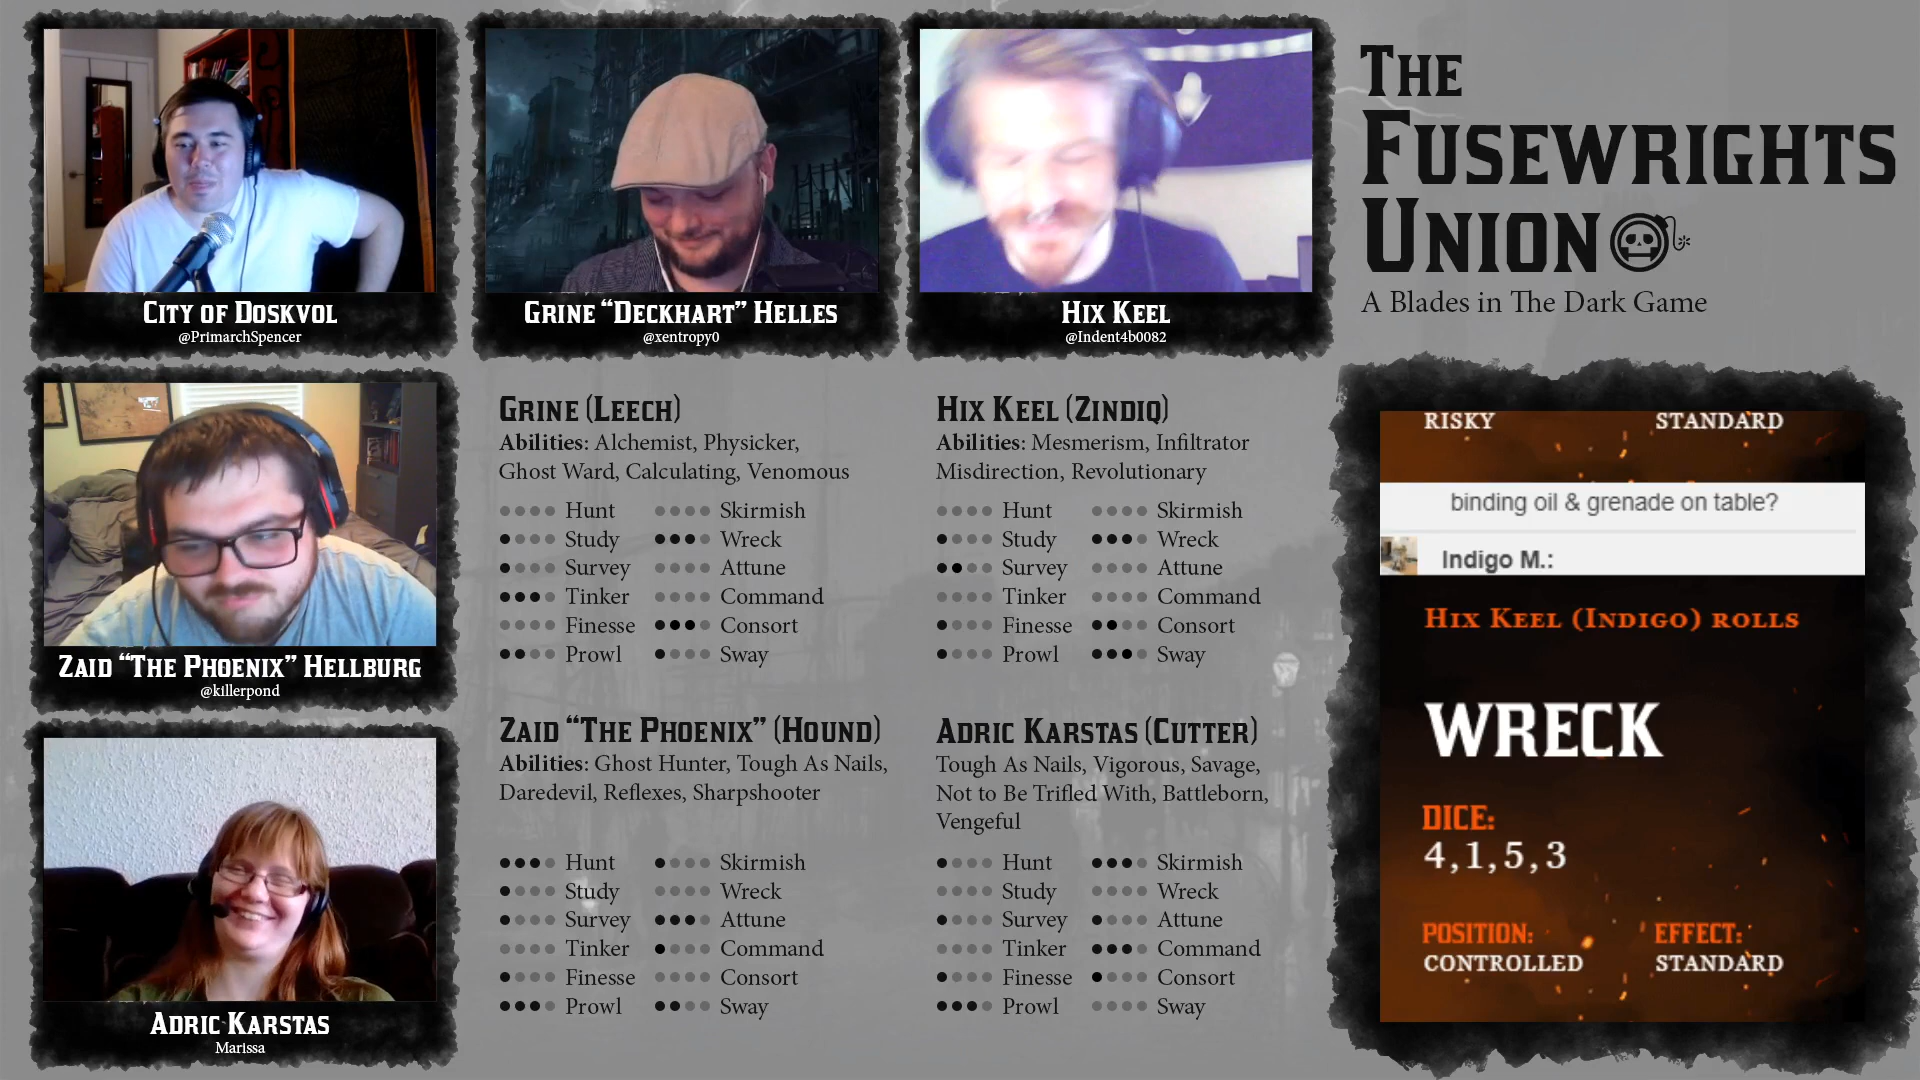 The
Fusewrights
Union
A Blades in The Dark Game
City of Doskvol
@PrimarchSpencer
Grine “Deckhart” Helles
@xentropy0
Hix Keel
@Indent4b0082
Zaid “The Phoenix” Hellburg
@killerpond
Adric Karstas
Marissa
Grine (Leech)
Abilities: Alchemist, Physicker,
Ghost Ward, Calculating, Venomous
Hunt Skirmish
Study Wreck
Survey Attune
Tinker Command
Finesse Consort
Prowl Sway
Hix Keel (Zindiq)
Abilities: Mesmerism, Infiltrator
Misdirection, Revolutionary
Hunt Skirmish
Study Wreck
Survey Attune
Tinker Command
Finesse Consort
Prowl Sway
Zaid “The Phoenix” (Hound)
Abilities: Ghost Hunter, Tough As Nails,
Daredevil, Reflexes, Sharpshooter
Hunt Skirmish
Study Wreck
Survey Attune
Tinker Command
Finesse Consort
Prowl Sway
Adric Karstas (Cutter)
Tough As Nails, Vigorous, Savage,
Not to Be Trifled With, Battleborn,
Vengeful
Hunt Skirmish
Study Wreck
Survey Attune
Tinker Command
Finesse Consort
Prowl Sway
RISKY STANDARD
binding oil & grenade on table?
Indigo M.:
Hix Keel (Indigo) rolls
WRECK
DICE:
4,1,5,3
POSITION: EFFECT:
CONTROLLED STANDARD